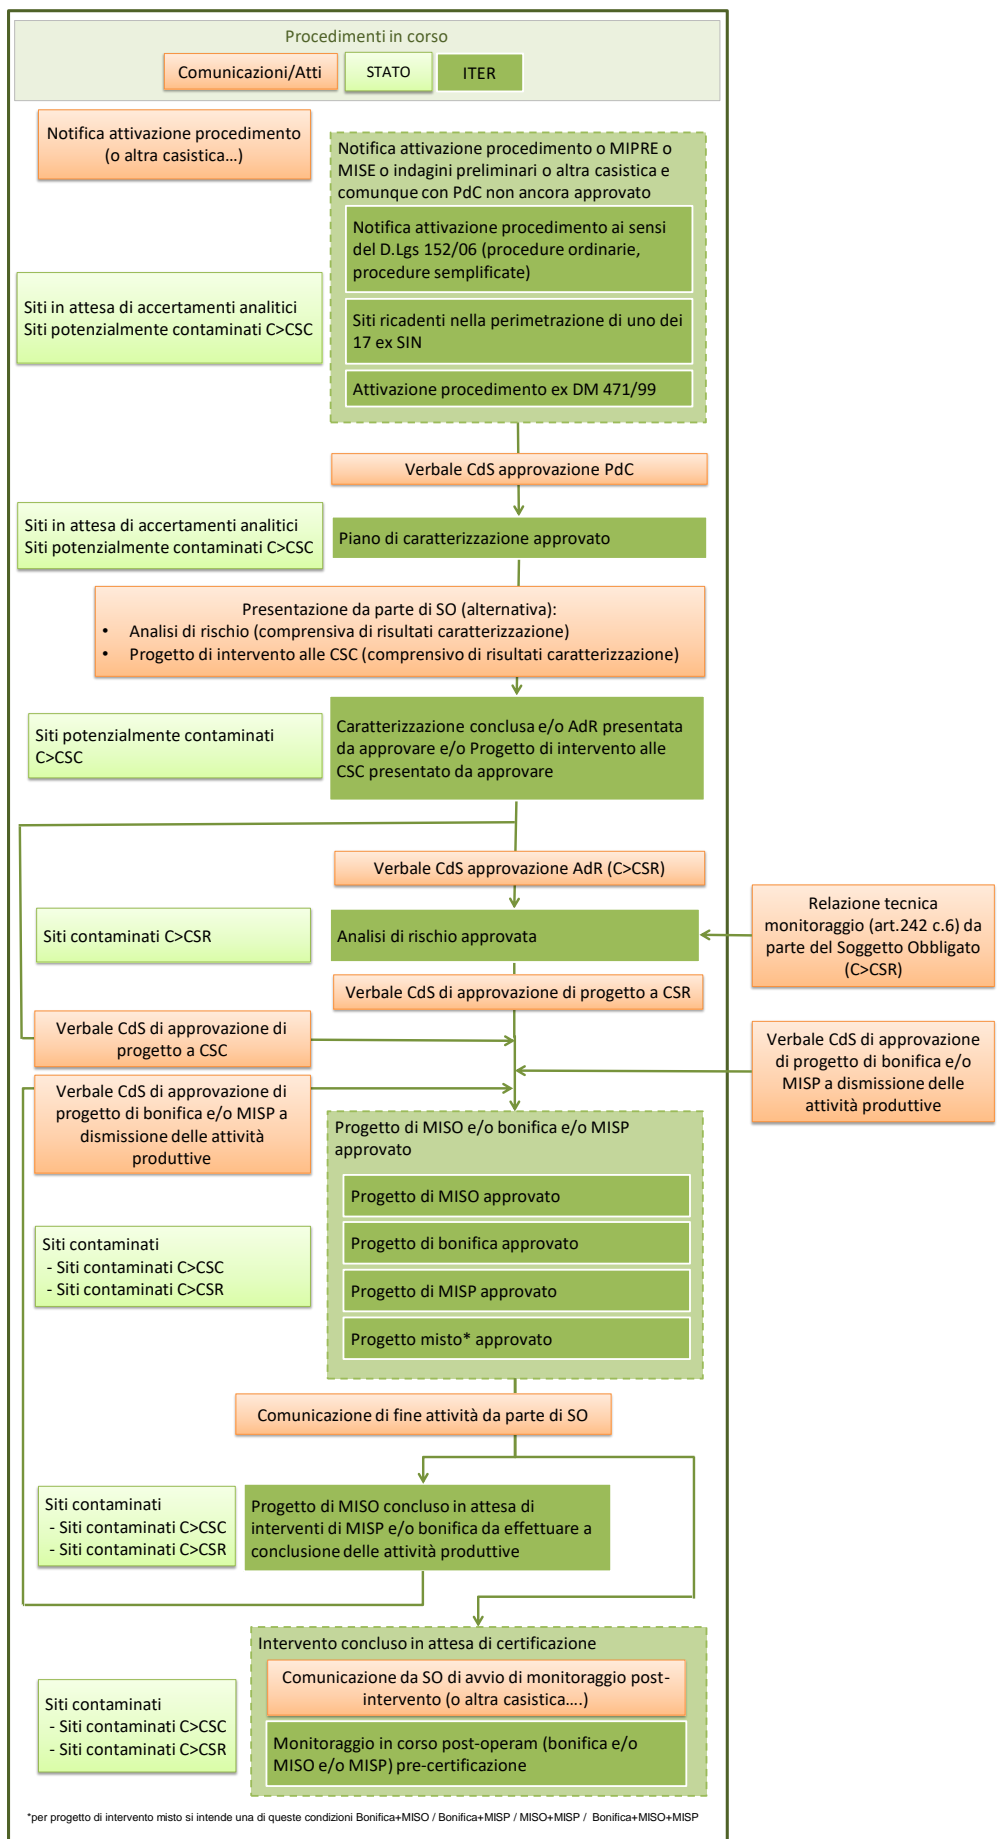 Procedimenti in corso
Comunicazioni/Atti
STATO
ITER
Notifica attivazione procedimento
(o altra casistica...)
Notifica attivazione procedimento o MIPRE o
MISE o indagini preliminari o altra casistica e
comunque con PdC non ancora approvato
Notifica attivazione procedimento ai sensi
del D.Lgs 152/06 (procedure ordinarie,
procedure semplificate)
Siti in attesa di accertamenti analitici
Siti potenzialmente contaminati C>CSC
Siti ricadenti nella perimetrazione di uno dei
17 ex SIN
Attivazione procedimento ex DM 471/99
Verbale CdS approvazione PdC
Siti in attesa di accertamenti analitici
Siti potenzialmente contaminati C>CSC
Piano di caratterizzazione approvato
Presentazione da parte di SO (alternativa):
• Analisi di rischio (comprensiva di risultati caratterizzazione)
• Progetto di intervento alle CSC (comprensivo di risultati caratterizzazione)
Siti potenzialmente contaminati
C>CSC
Caratterizzazione conclusa e/o AdR presentata
da approvare e/o Progetto di intervento alle
CSC presentato da approvare
Verbale CdS approvazione AdR (C>CSR)
Siti contaminati C>CSR
Analisi di rischio approvata
Relazione tecnica
monitoraggio (art.242 c.6) da
parte del Soggetto Obbligato
(C>CSR)
Verbale CdS di approvazione di progetto a CSR
Verbale CdS di approvazione di
progetto a CSC
Verbale CdS di approvazione
di progetto di bonifica e/o
MISP a dismissione delle
attività produttive
Verbale CdS di approvazione di
progetto di bonifica e/o MISP a
dismissione delle attività
produttive
Progetto di MISO e/o bonifica e/o MISP
approvato
Progetto di MISO approvato
Progetto di bonifica approvato
Progetto di MISP approvato
Progetto misto* approvato
Siti contaminati
- Siti contaminati C>CSC
- Siti contaminati C>CSR
Comunicazione di fine attività da parte di SO
Siti contaminati
- Siti contaminati C>CSC
- Siti contaminati C>CSR
Progetto di MISO concluso in attesa di
interventi di MISP e/o bonifica da effettuare a
conclusione delle attività produttive
Intervento concluso in attesa di certificazione
Comunicazione da SO di avvio di monitoraggio post-
intervento (o altra casistica....)
Siti contaminati
- Siti contaminati C>CSC
- Siti contaminati C>CSR
Monitoraggio in corso post-operam (bonifica e/o
MISO e/o MISP) pre-certificazione
*per progetto di intervento misto si intende una di queste condizioni Bonifica+MISO / Bonifica+MISP / MISO+MISP / Bonifica+MISO+MISP